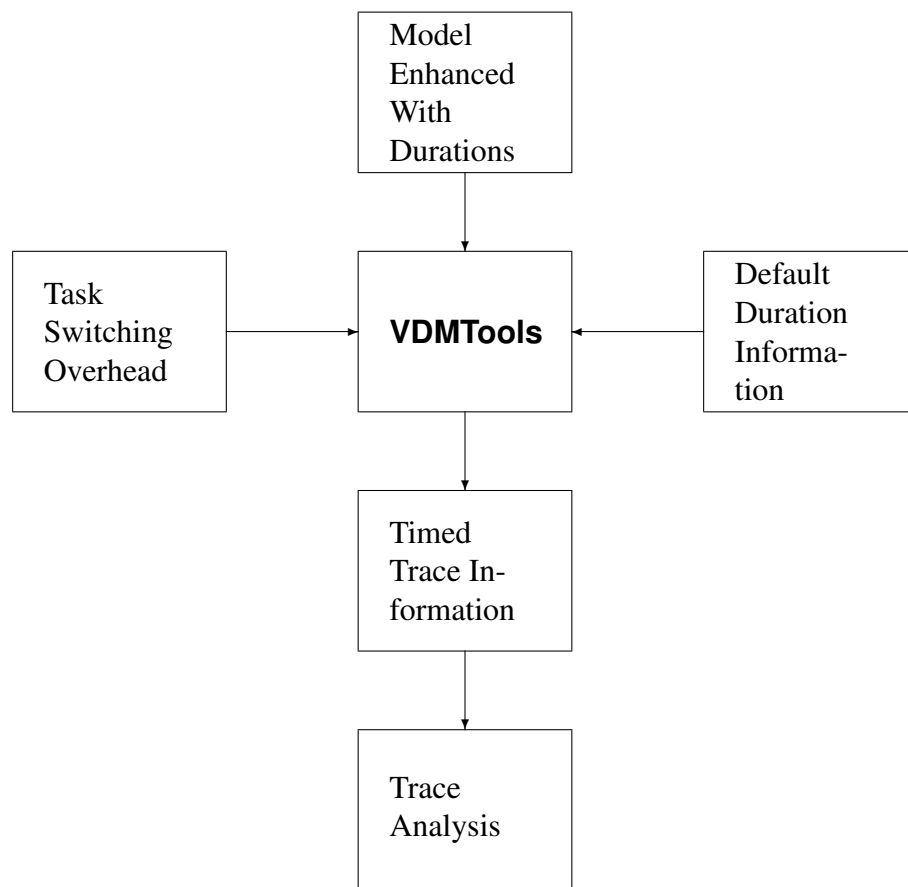 Model
Enhanced
With
Durations
Task
Switching
Overhead
VDMTools
Default
Duration
Informa-
tion
Timed
Trace In-
formation
Trace
Analysis